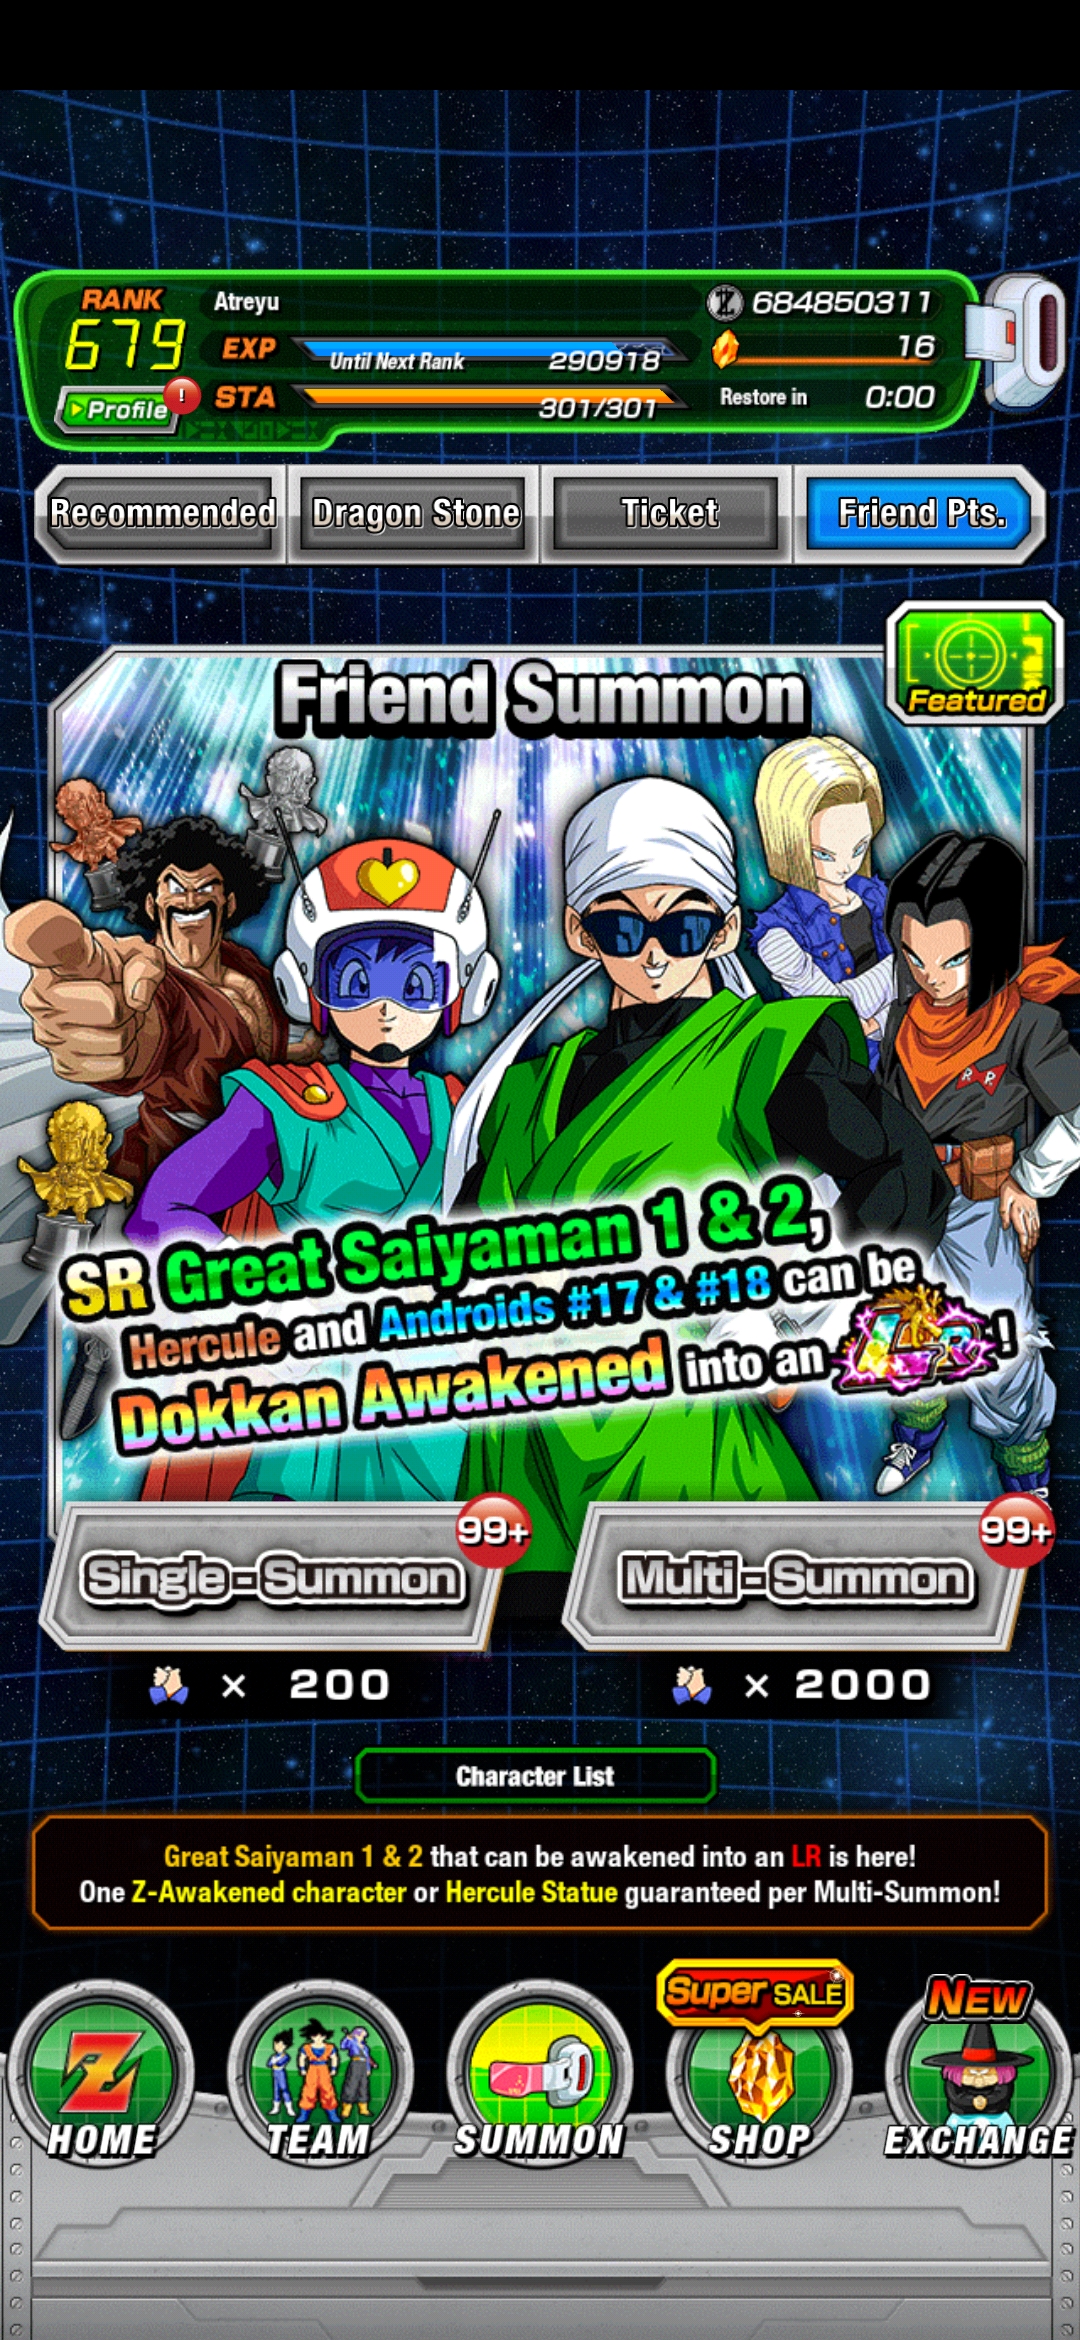 RANK
679
Profile
!
Atreyu
EXP
Until Next Rank 290918
STA
301/301
Z 684850311
16
Restore in 0:00
Recommended
Dragon Stone
Ticket
Friend Pts.
Featured
Friend Summon
SR Great Saiyaman 1 & 2,
Hercule and Androids #17 & #18 can be
Dokkan Awakened into an LR!
Single-Summon
99+
Multi-Summon
99+
× 200
× 2000
Character List
Great Saiyaman 1 & 2 that can be awakened into an LR is here!
One Z-Awakened character or Hercule Statue guaranteed per Multi-Summon!
Z
HOME
TEAM
SUMMON
Super SALE
SHOP
NEW
EXCHANGE